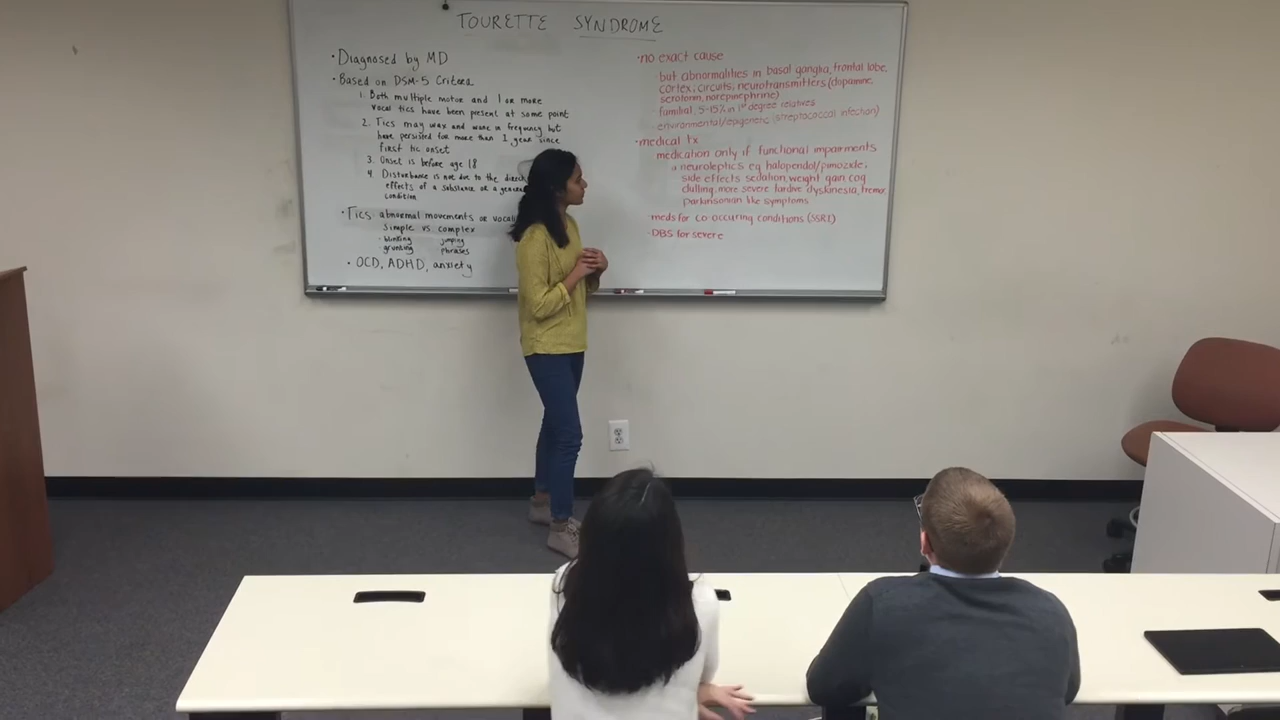 TOURETTE SYNDROME
• Diagnosed by MD
• Based on DSM-5 Criteria
1. Both multiple motor and 1 or more
vocal tics have been present at some point
2. Tics may wax and wane in frequency but
have persisted for more than 1 year since
first tic onset
3. Onset is before age 18
4. Disturbance is not due to the direct
effects of a substance or a general
condition
• Tics: abnormal movements or
simple vs complex
• blinking jumping
• grunting phrases
• OCD, ADHD, anxiety
•no exact cause
•but abnormalities in basal ganglia, frontal lobe,
cortex; circuits; neurotransmitters (dopamine,
serotonin, norepinephrine)
•familial, 5-15% in 1st degree relatives
•environmental/epigenetic (streptococcal infection)
•medical tx
medication only if functional impairments
neuroleptics eg halopendol/pimozide;
side effects sedation, weight gain, cog
dulling, more severe tardive dyskinesia, tremor,
parkinsonian like symptoms
meds for co-occuring conditions (SSRI)
•DBS for severe